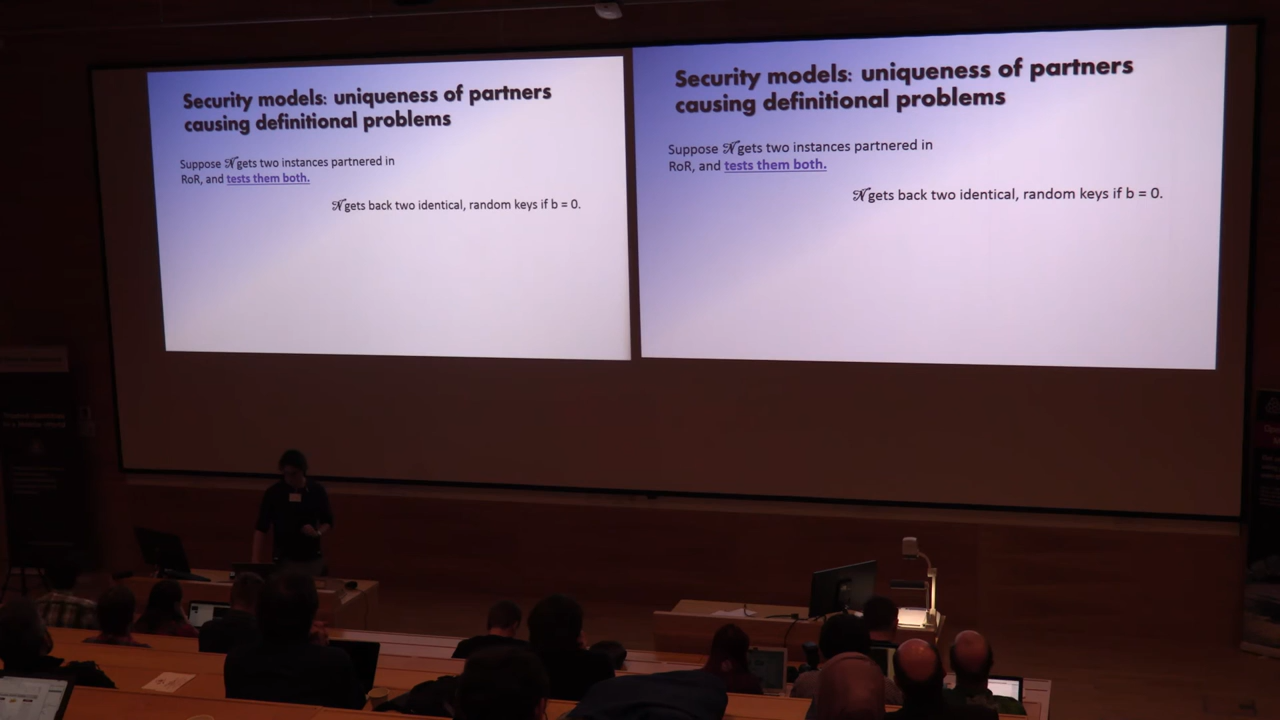 Security models: uniqueness of partners
causing definitional problems
Suppose 𝒩 gets two instances partnered in
RoR, and tests them both.
𝒩 gets back two identical, random keys if b = 0.
Security models: uniqueness of partners
causing definitional problems
Suppose 𝒩 gets two instances partnered in
RoR, and tests them both.
𝒩 gets back two identical, random keys if b = 0.